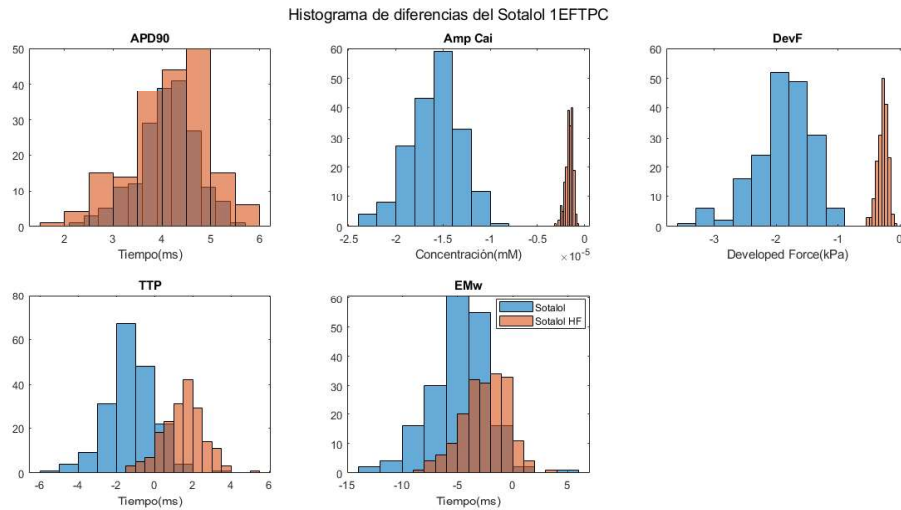 Histograma de diferencias del Sotalol 1EFTPC
APD90
50
40
30
20
10
0
2 3 4 5 6
Tiempo(ms)
Amp Cai
60
50
40
30
20
10
0
-2.5 -2 -1.5 -1 -0.5 0
Concentración(mM)
× 10^-5
DevF
60
50
40
30
20
10
0
-3 -2 -1 0
Developed Force(kPa)
TTP
80
60
40
20
0
-6 -4 -2 0 2 4 6
Tiempo(ms)
EMw
60
50
40
30
20
10
0
-15 -10 -5 0 5
Tiempo(ms)
Sotalol
Sotalol HF